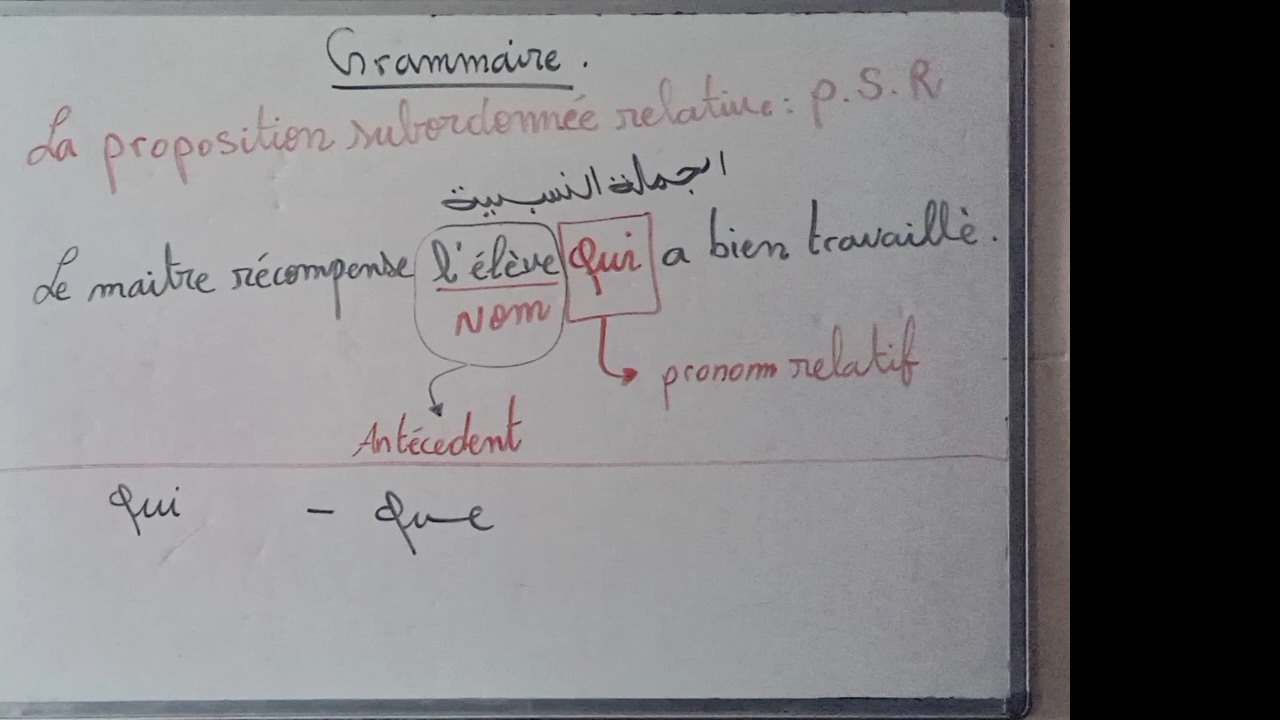 Grammaire.
La proposition subordonnée relative : P.S.R
الجملة النسبية
Le maitre récompense l'élève qui a bien travaillé.
Nom
pronom relatif
Antécedent
qui - que